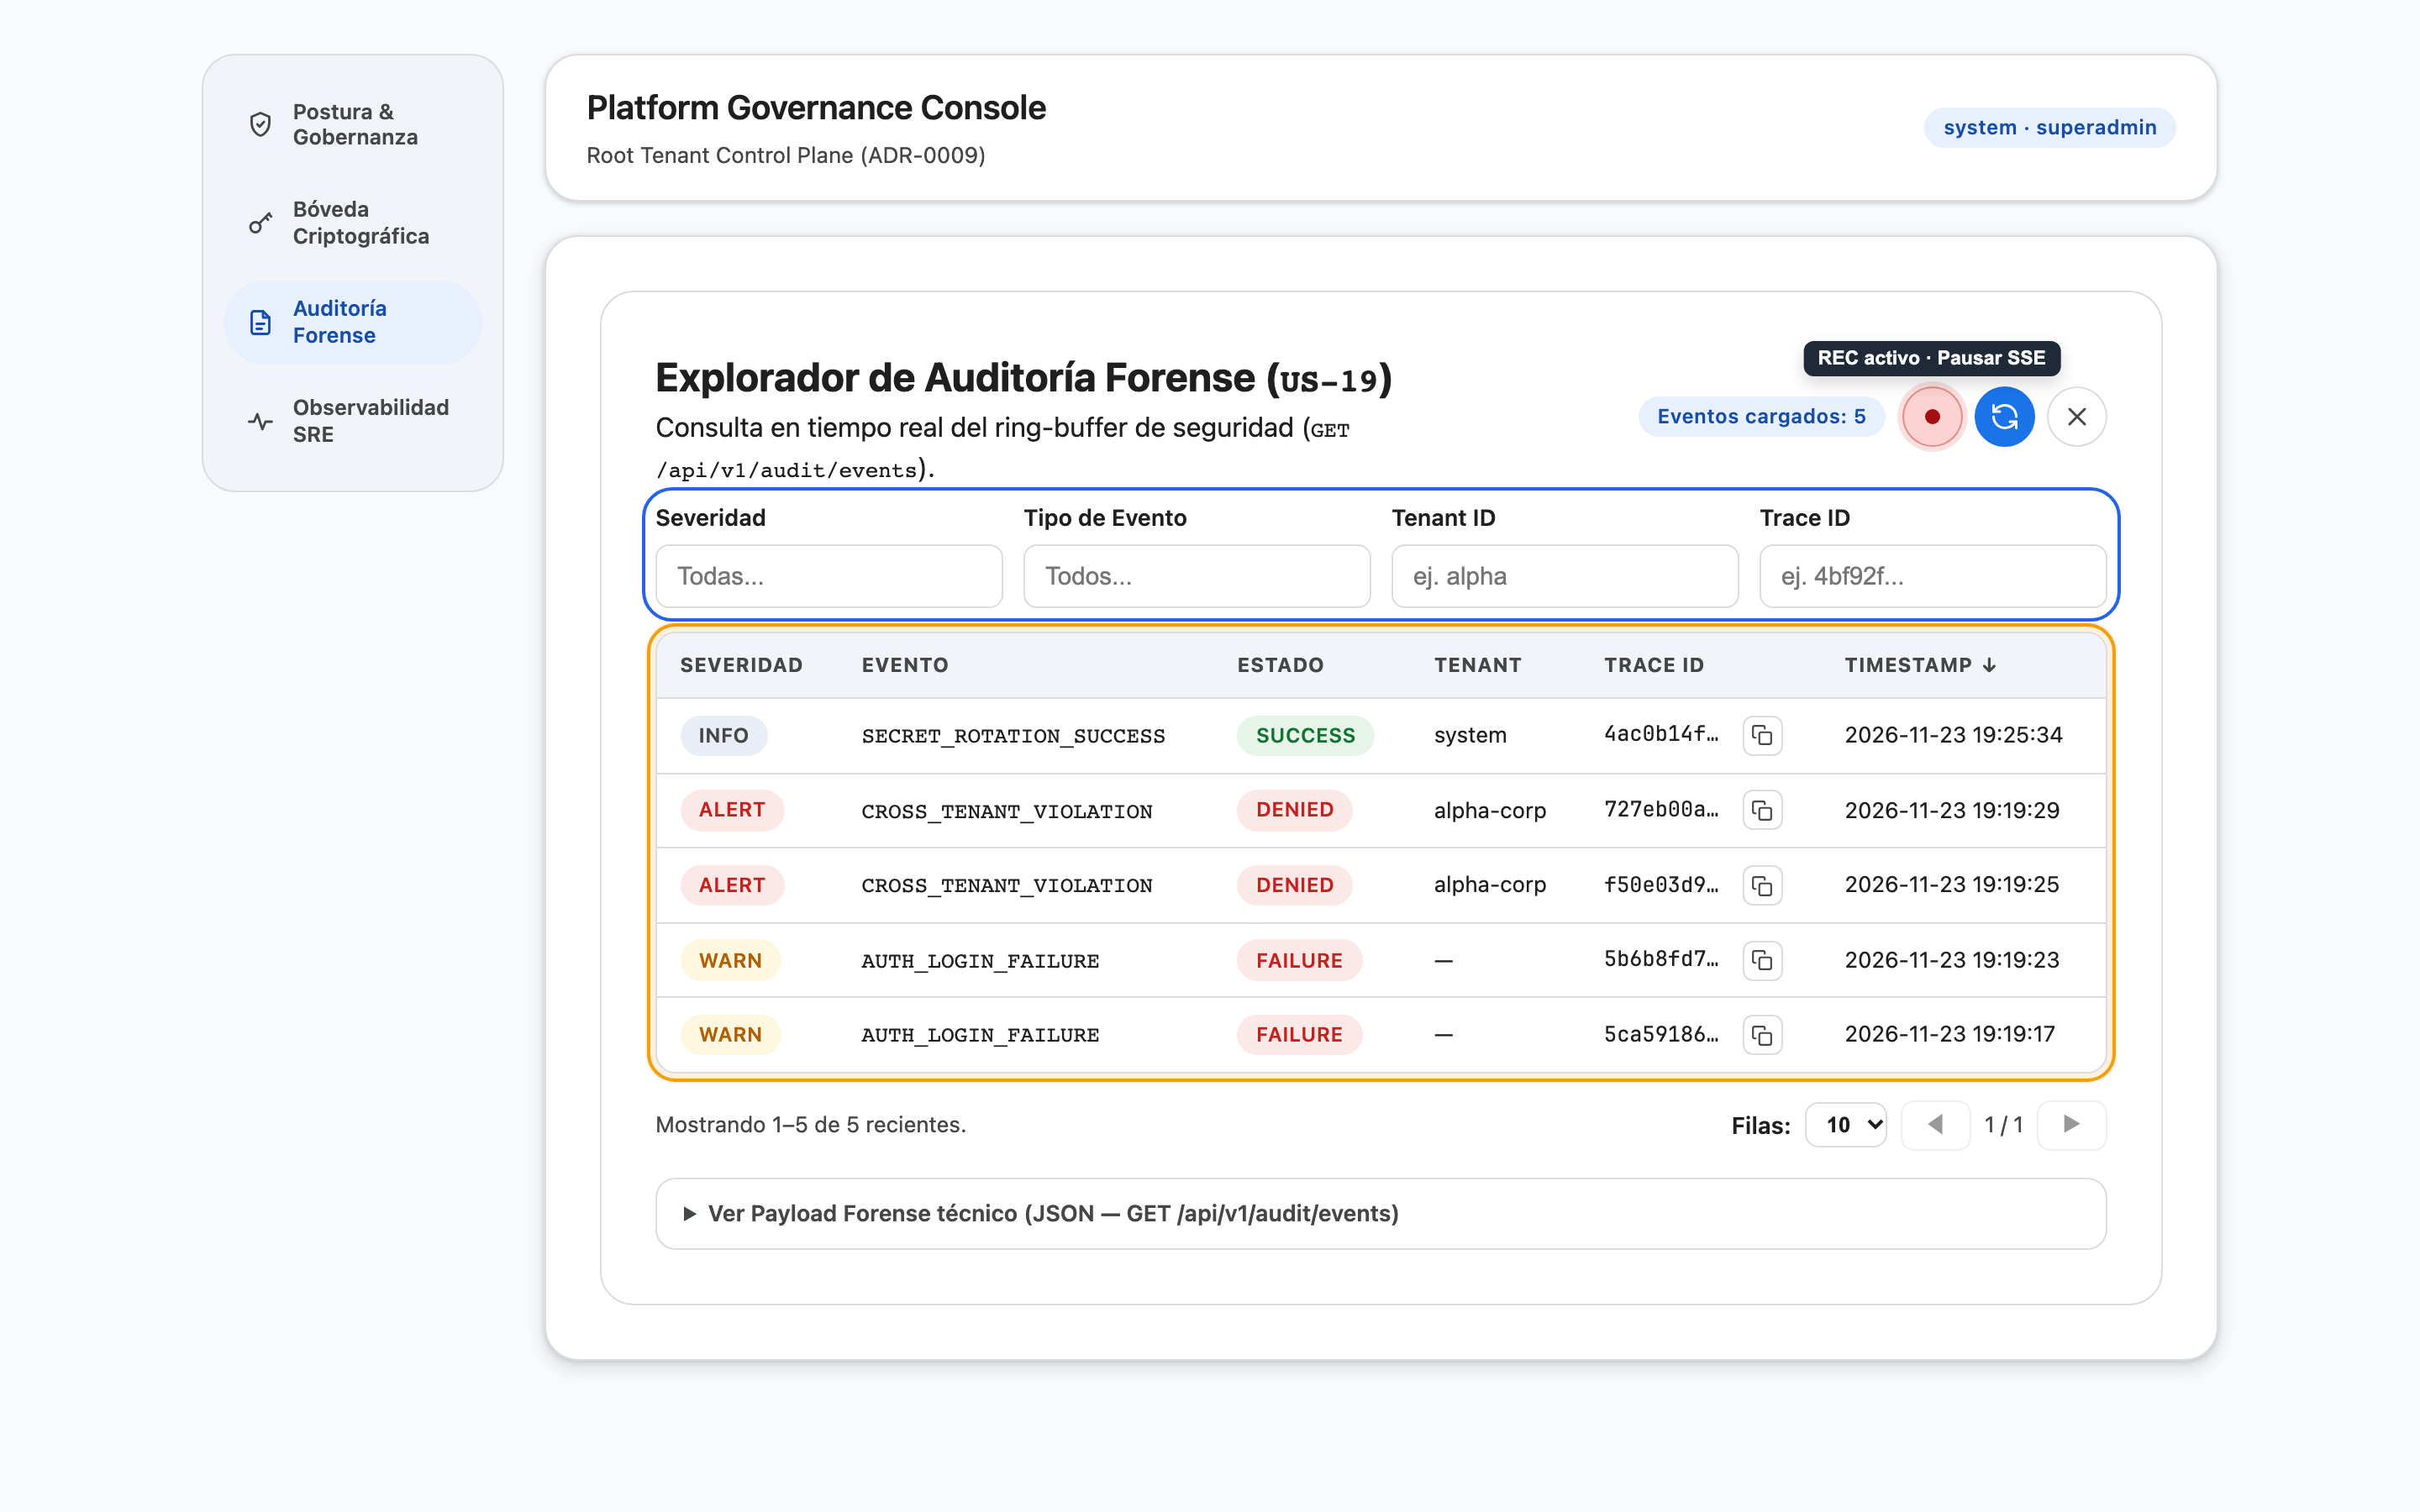 Postura &
Gobernanza
Bóveda
Criptográfica
Auditoría
Forense
Observabilidad
SRE
Platform Governance Console
Root Tenant Control Plane (ADR-0009)
system · superadmin
REC activo · Pausar SSE
Explorador de Auditoría Forense (US-19)
Consulta en tiempo real del ring-buffer de seguridad (GET
/api/v1/audit/events).
Eventos cargados: 5
Severidad Tipo de Evento Tenant ID Trace ID
Todas... Todos... ej. alpha ej. 4bf92f...
SEVERIDAD EVENTO ESTADO TENANT TRACE ID TIMESTAMP ↓
INFO SECRET_ROTATION_SUCCESS SUCCESS system 4ac0b14f… 2026-11-23 19:25:34
ALERT CROSS_TENANT_VIOLATION DENIED alpha-corp 727eb00a… 2026-11-23 19:19:29
ALERT CROSS_TENANT_VIOLATION DENIED alpha-corp f50e03d9… 2026-11-23 19:19:25
WARN AUTH_LOGIN_FAILURE FAILURE — 5b6b8fd7… 2026-11-23 19:19:23
WARN AUTH_LOGIN_FAILURE FAILURE — 5ca59186… 2026-11-23 19:19:17
Mostrando 1–5 de 5 recientes.
Filas: 10 1 / 1
Ver Payload Forense técnico (JSON — GET /api/v1/audit/events)